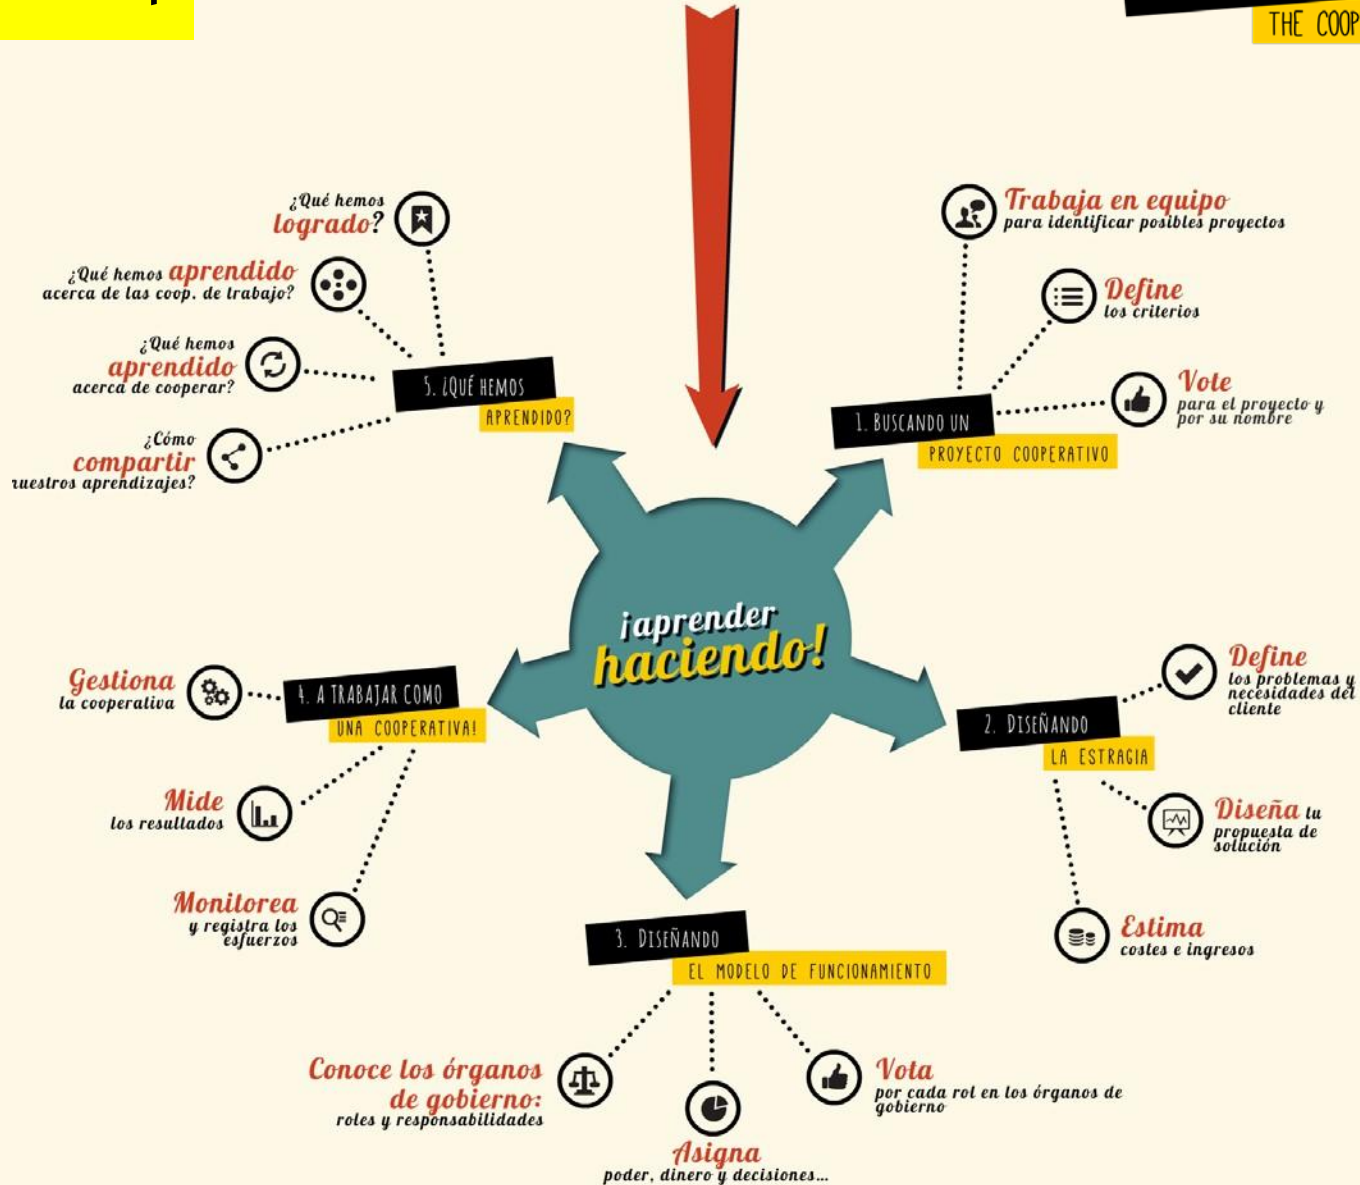 THE COOP
¿Qué hemos
logrado?
¿Qué hemos aprendido
acerca de las coop. de trabajo?
¿Qué hemos
aprendido
acerca de cooperar?
¿Cómo
compartir
nuestros aprendizajes?
5. ¿QUÉ HEMOS
APRENDIDO?
Trabaja en equipo
para identificar posibles proyectos
Define
los criterios
Vote
para el proyecto y
por su nombre
1. BUSCANDO UN
PROYECTO COOPERATIVO
¡aprender
haciendo!
Define
los problemas y
necesidades del
cliente
2. DISEÑANDO
LA ESTRAGIA
Diseña tu
propuesta de
solución
Estima
costes e ingresos
3. DISEÑANDO
EL MODELO DE FUNCIONAMIENTO
Conoce los órganos
de gobierno:
roles y responsabilidades
Asigna
poder, dinero y decisiones...
Vota
por cada rol en los órganos de
gobierno
4. A TRABAJAR COMO
UNA COOPERATIVA!
Gestiona
la cooperativa
Mide
los resultados
Monitorea
y registra los
esfuerzos